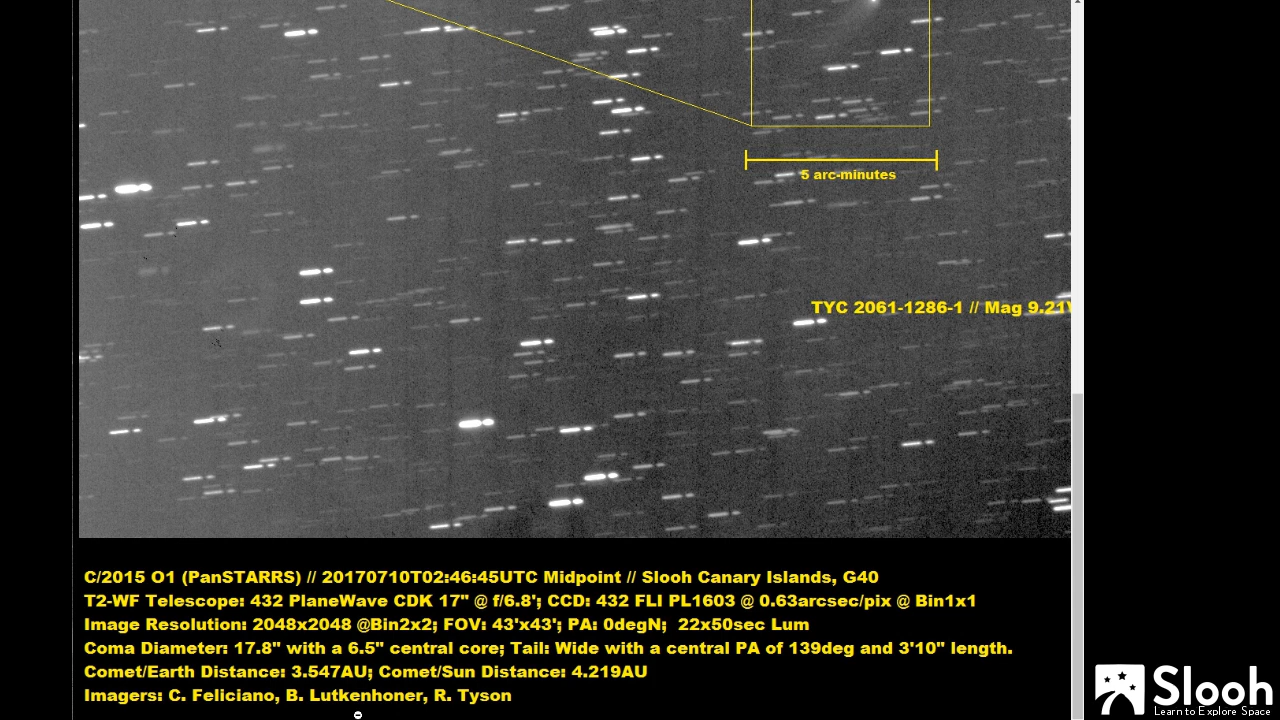 5 arc-minutes
TYC 2061-1286-1 // Mag 9.21V
C/2015 O1 (PanSTARRS) // 20170710T02:46:45UTC Midpoint // Slooh Canary Islands, G40
T2-WF Telescope: 432 PlaneWave CDK 17" @ f/6.8'; CCD: 432 FLI PL1603 @ 0.63arcsec/pix @ Bin1x1
Image Resolution: 2048x2048 @Bin2x2; FOV: 43'x43'; PA: 0degN; 22x50sec Lum
Coma Diameter: 17.8" with a 6.5" central core; Tail: Wide with a central PA of 139deg and 3'10" length.
Comet/Earth Distance: 3.547AU; Comet/Sun Distance: 4.219AU
Imagers: C. Feliciano, B. Lutkenhoner, R. Tyson
Slooh
Learn to Explore Space